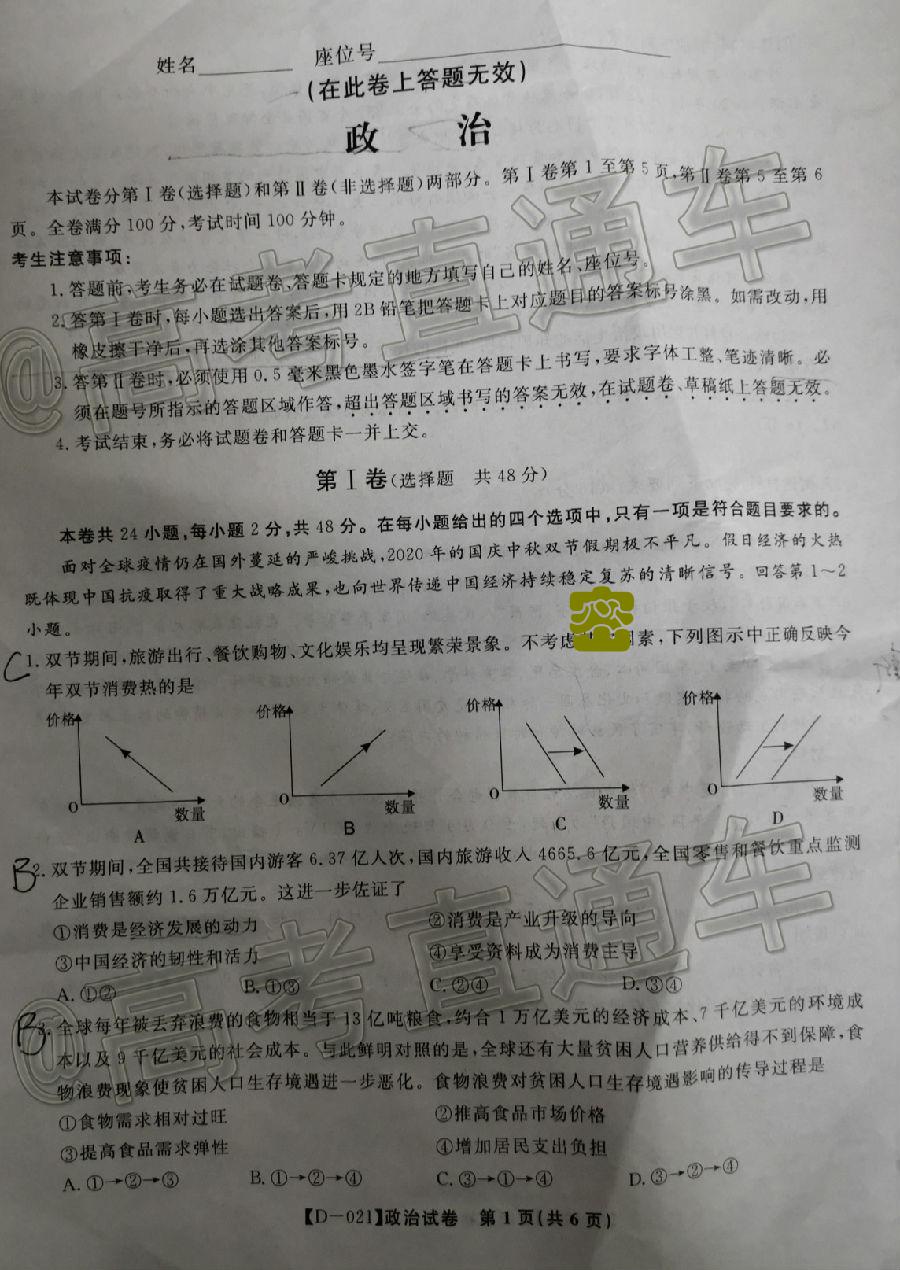 姓名________ 座位号________________
(在此卷上答题无效)
政 治
本试卷分第Ⅰ卷(选择题)和第Ⅱ卷(非选择题)两部分。第Ⅰ卷第1至第5页,第Ⅱ卷第5至第6
页。全卷满分100分,考试时间100分钟。
考生注意事项:
1.答题前,考生务必在试题卷、答题卡规定的地方填写自己的姓名、座位号。
2.答第Ⅰ卷时,每小题选出答案后,用2B铅笔把答题卡上对应题目的答案标号涂黑。如需改动,用
橡皮擦干净后,再选涂其他答案标号。
3.答第Ⅱ卷时,必须使用0.5毫米黑色墨水签字笔在答题卡上书写,要求字体工整、笔迹清晰。必
须在题号所指示的答题区域作答,超出答题区域书写的答案无效,在试题卷、草稿纸上答题无效。
4.考试结束,务必将试题卷和答题卡一并上交。
第Ⅰ卷(选择题 共48分)
本卷共24小题,每小题2分,共48分。在每小题给出的四个选项中,只有一项是符合题目要求的。
面对全球疫情仍在国外蔓延的严峻挑战,2020年的国庆中秋双节假期极不平凡。假日经济的火热
既体现中国抗疫取得了重大战略成果,也向世界传递中国经济持续稳定复苏的清晰信号。回答第1~2
小题。
C 1.双节期间,旅游出行、餐饮购物、文化娱乐均呈现繁荣景象。不考虑 因素,下列图示中正确反映今
年双节消费热的是
价格 价格 价格 价格
O 数量 O 数量 O 数量 O 数量
A B C D
B 2.双节期间,全国共接待国内游客6.37亿人次,国内旅游收入4665.6亿元,全国零售和餐饮重点监测
企业销售额约1.6万亿元。这进一步佐证了
①消费是经济发展的动力 ②消费是产业升级的导向
③中国经济的韧性和活力 ④享受资料成为消费主导
A.①② B.①③ C.②④ D.③④
B 3.全球每年被丢弃浪费的食物相当于13亿吨粮食,约合1万亿美元的经济成本、7千亿美元的环境成
本以及9千亿美元的社会成本。与此鲜明对照的是,全球还有大量贫困人口营养供给得不到保障,食
物浪费现象使贫困人口生存境遇进一步恶化。食物浪费对贫困人口生存境遇影响的传导过程是
①食物需求相对过旺 ②推高食品市场价格
③提高食品需求弹性 ④增加居民支出负担
A.①→②→③ B.①→②→④ C.③→①→④ D.③→②→④
【D-021】政治试卷 第1页(共6页)
@高考直通车
@高考直通车